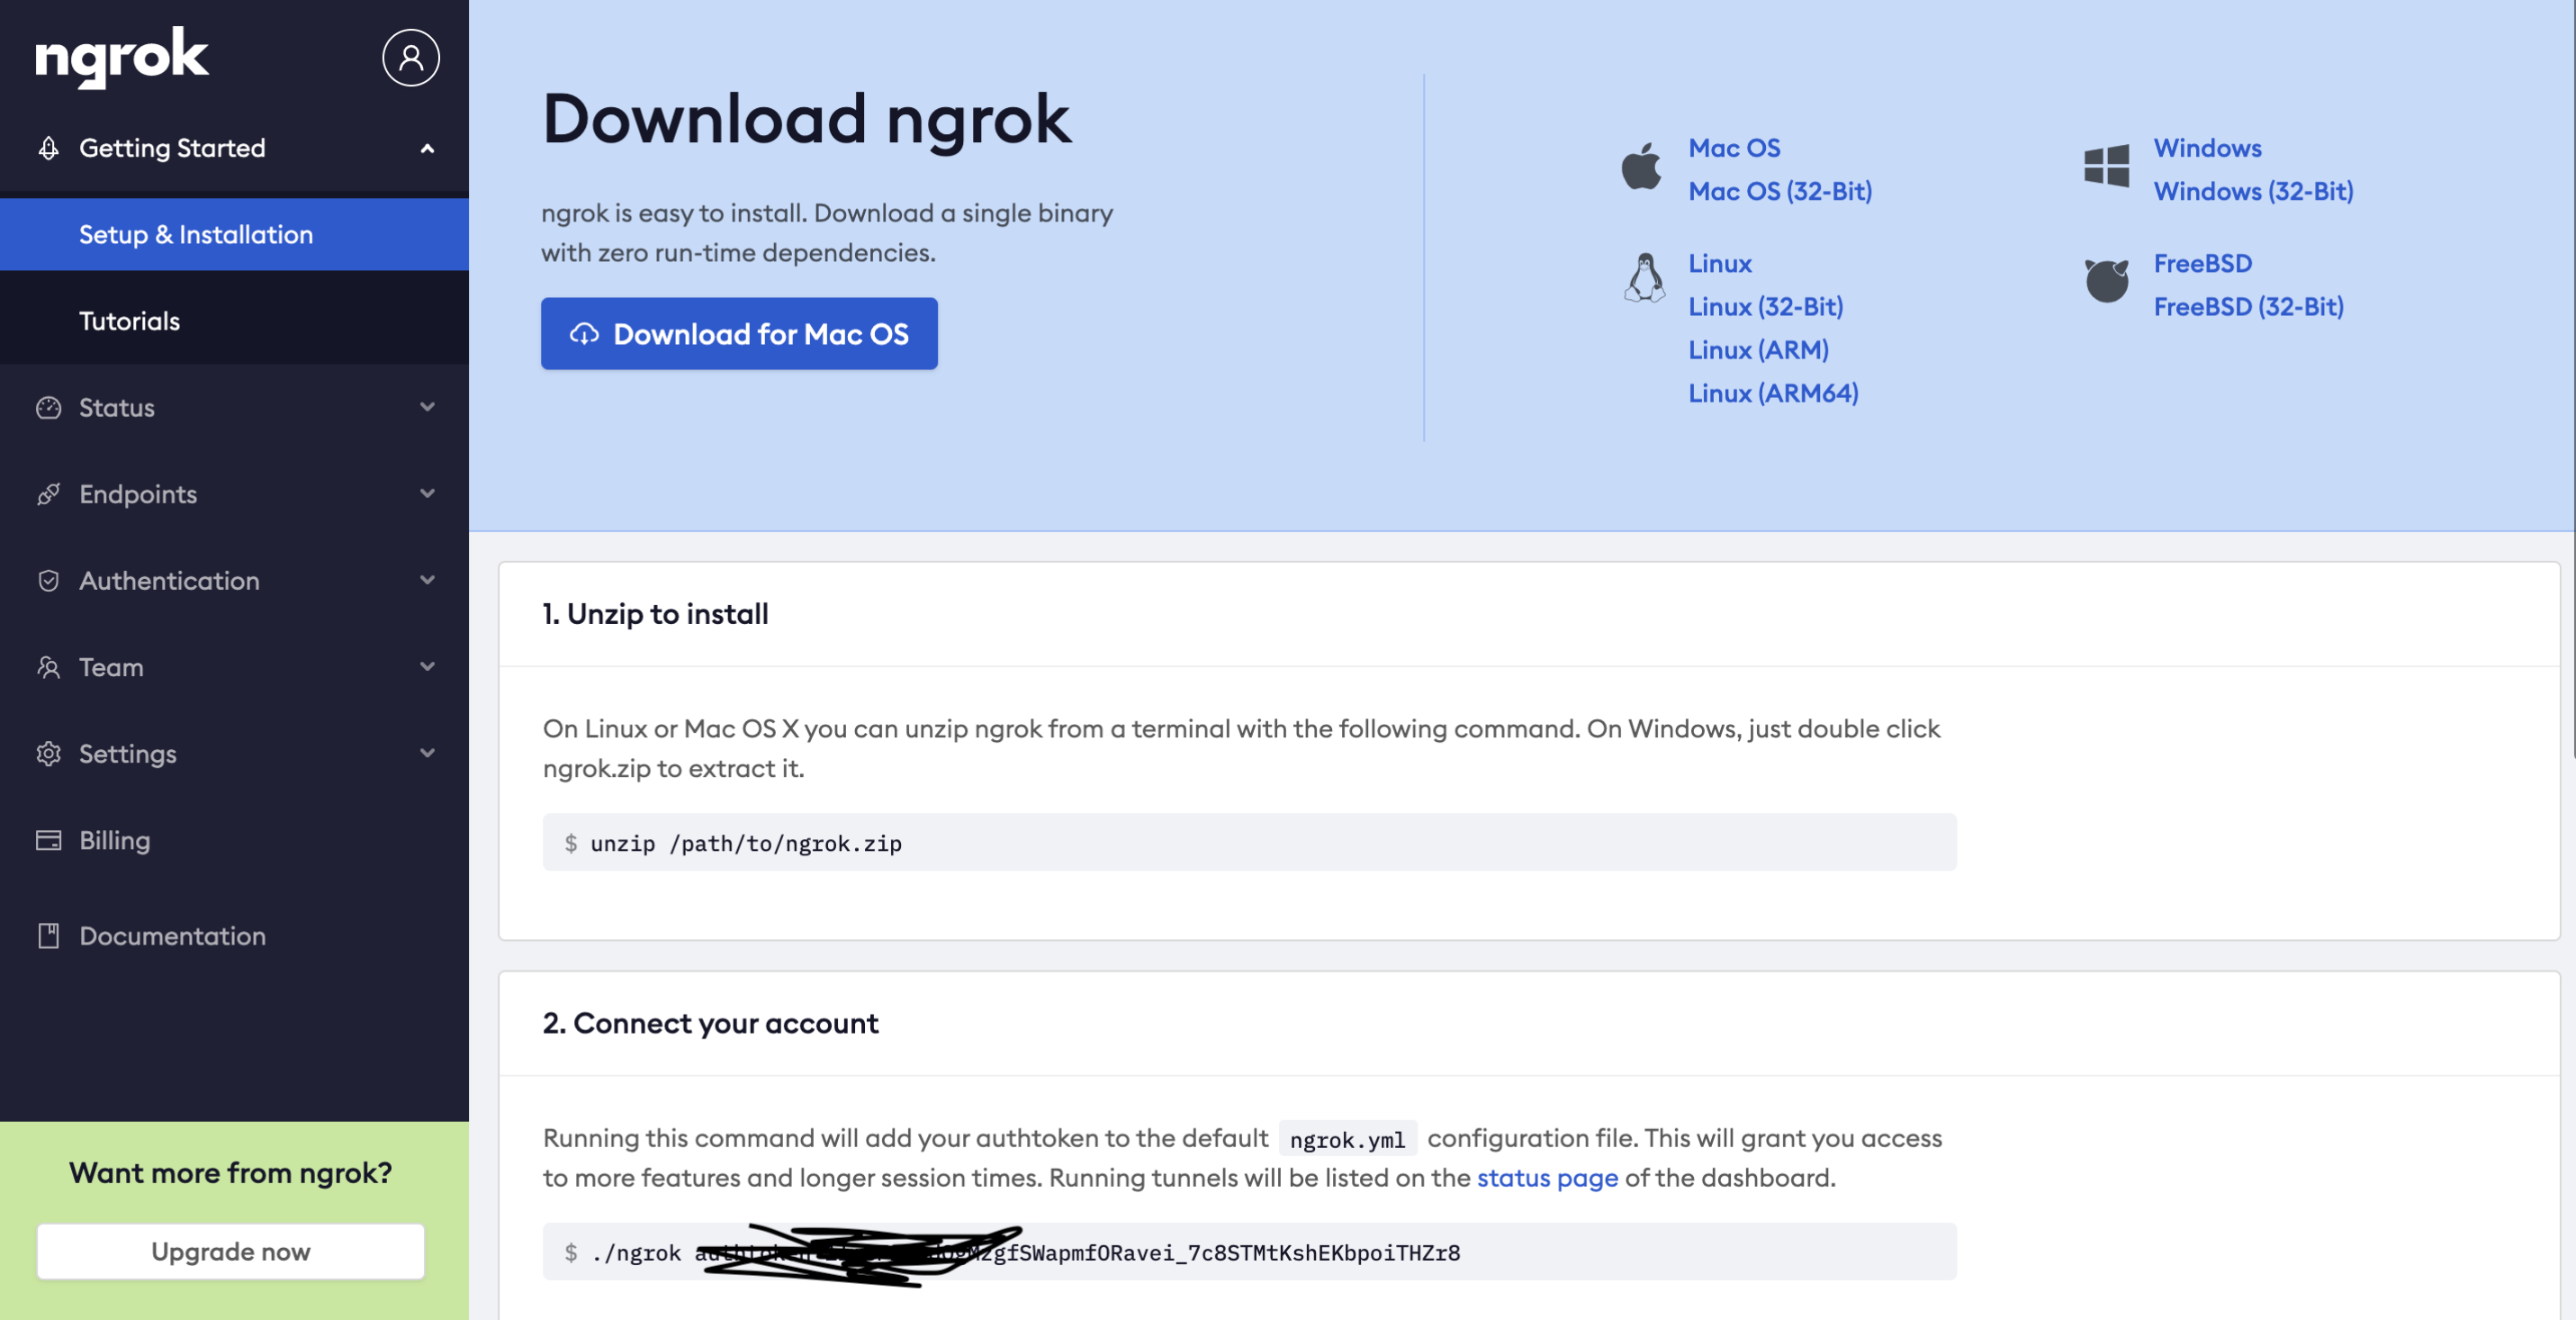 ngrok
Getting Started
Setup & Installation
Tutorials
Status
Endpoints
Authentication
Team
Settings
Billing
Documentation
Want more from ngrok?
Upgrade now
Download ngrok
ngrok is easy to install. Download a single binary
with zero run-time dependencies.
Download for Mac OS
Mac OS
Mac OS (32-Bit)
Linux
Linux (32-Bit)
Linux (ARM)
Linux (ARM64)
Windows
Windows (32-Bit)
FreeBSD
FreeBSD (32-Bit)
1. Unzip to install
On Linux or Mac OS X you can unzip ngrok from a terminal with the following command. On Windows, just double click
ngrok.zip to extract it.
$ unzip /path/to/ngrok.zip
2. Connect your account
Running this command will add your authtoken to the default ngrok.yml configuration file. This will grant you access
to more features and longer session times. Running tunnels will be listed on the status page of the dashboard.
$ ./ngrok